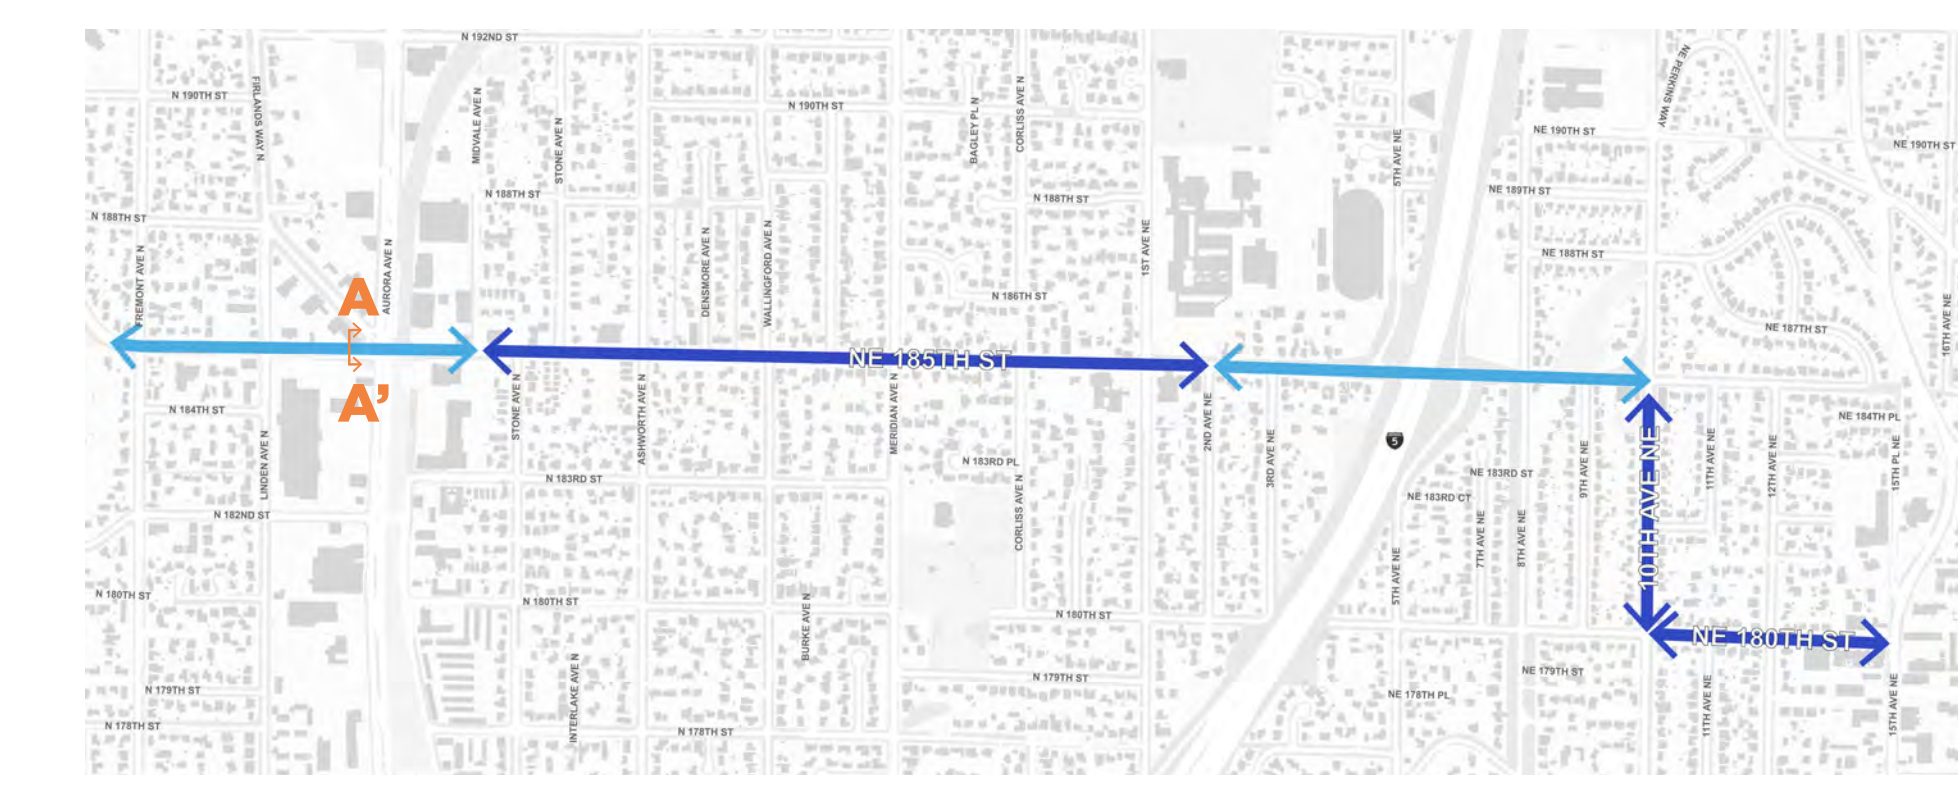 N 192ND ST
N 190TH ST
FIRLANDS WAY N
MIDVALE AVE N
STONE AVE N
N 190TH ST
BAGLEY PL N
CORLISS AVE N
5TH AVE NE
NE 190TH ST
NE PERKINS WAY
NE 190TH ST
N 188TH ST
N 188TH ST
N 188TH ST
NE 189TH ST
FREMONT AVE N
AURORA AVE N
DENSMORE AVE N
WALLINGFORD AVE N
1ST AVE NE
NE 188TH ST
N 186TH ST
NE 187TH ST
16TH AVE NE
A
A'
NE 185TH ST
N 184TH ST
LINDEN AVE N
STONE AVE N
ASHWORTH AVE N
MERIDIAN AVE N
2ND AVE NE
3RD AVE NE
5
NE 184TH PL
10TH AVE NE
11TH AVE NE
12TH AVE NE
15TH PL NE
9TH AVE NE
N 183RD ST
N 183RD PL
NE 183RD ST
NE 183RD CT
CORLISS AVE N
7TH AVE NE
8TH AVE NE
5TH AVE NE
N 182ND ST
N 180TH ST
N 180TH ST
BURKE AVE N
N 180TH ST
NE 180TH ST
INTERLAKE AVE N
N 179TH ST
N 179TH ST
NE 179TH ST
NE 178TH PL
11TH AVE NE
15TH AVE NE
N 178TH ST
N 178TH ST